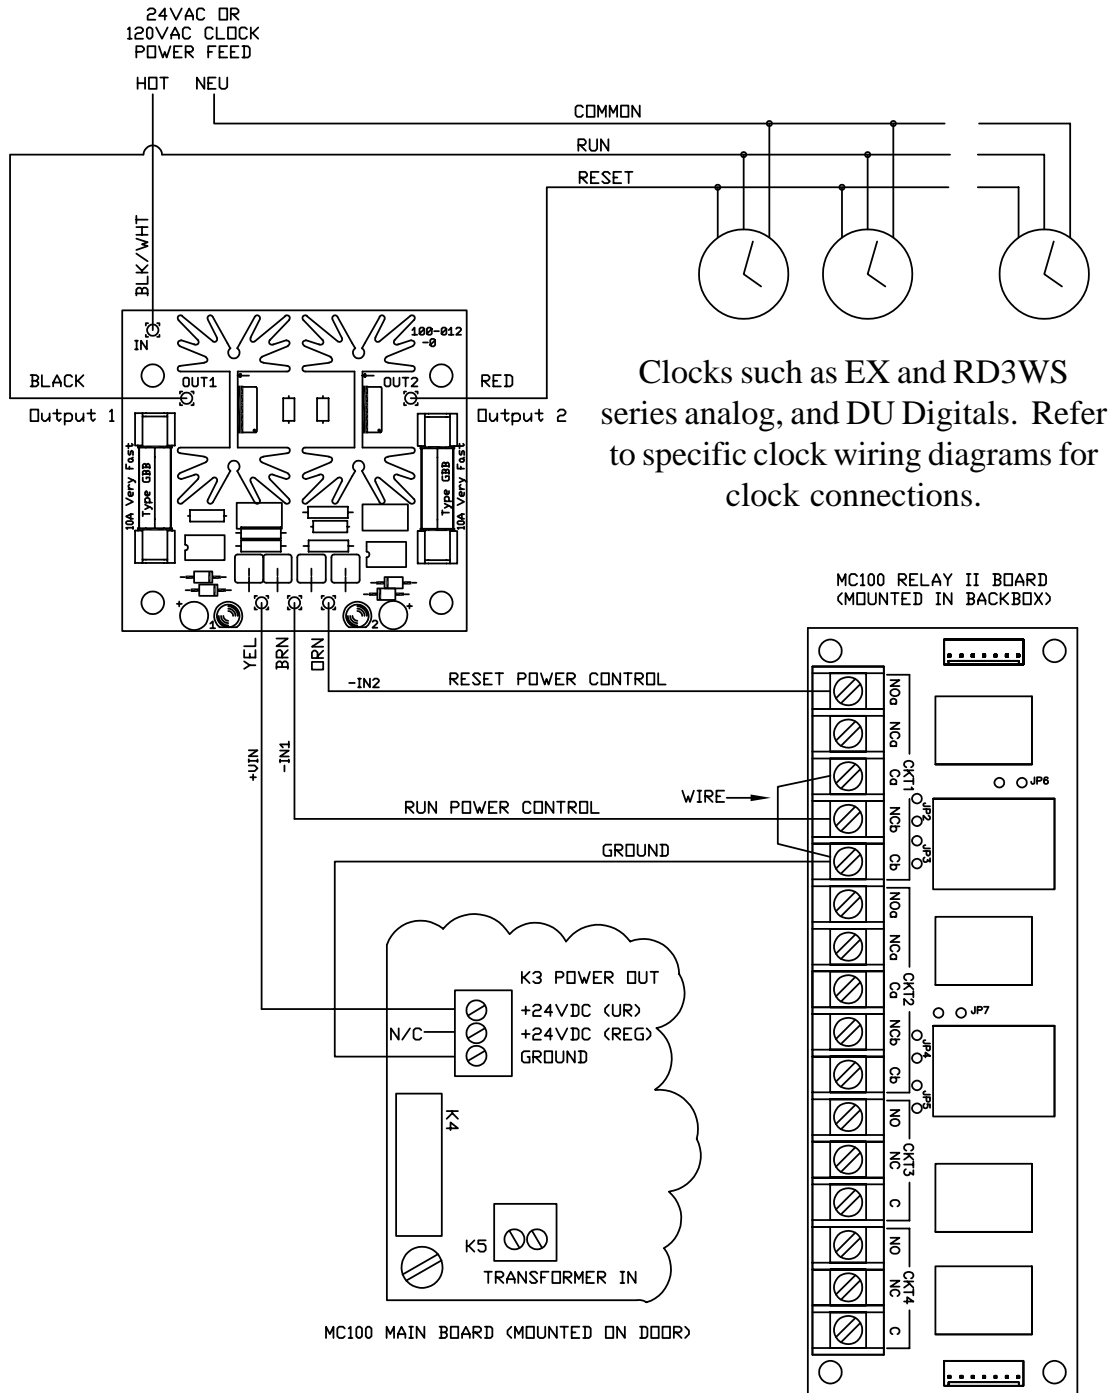 24VAC OR
120VAC CLOCK
POWER FEED
HOT NEU
COMMON
RUN
RESET
BLK/WHT
IN
100-012
-0
OUT1
OUT2
BLACK
Output 1
RED
Output 2
10A Very Fast
Type GBB
Type GBB
10A Very Fast
+
1
2
+
Clocks such as EX and RD3WS
series analog, and DU Digitals. Refer
to specific clock wiring diagrams for
clock connections.
MC100 RELAY II BOARD
(MOUNTED IN BACKBOX)
YEL
BRN
ORN
-IN2
RESET POWER CONTROL
+VIN
-IN1
RUN POWER CONTROL
WIRE
GROUND
NOa
NCa
Ca
NCb
Cb
CKT1
JP6
JP2
JP3
NOa
NCa
Ca
NCb
Cb
CKT2
JP7
JP4
JP5
NO
NC
C
CKT3
NO
NC
C
CKT4
K3 POWER OUT
+24VDC (UR)
N/C
+24VDC (REG)
GROUND
K4
K5
TRANSFORMER IN
MC100 MAIN BOARD (MOUNTED ON DOOR)